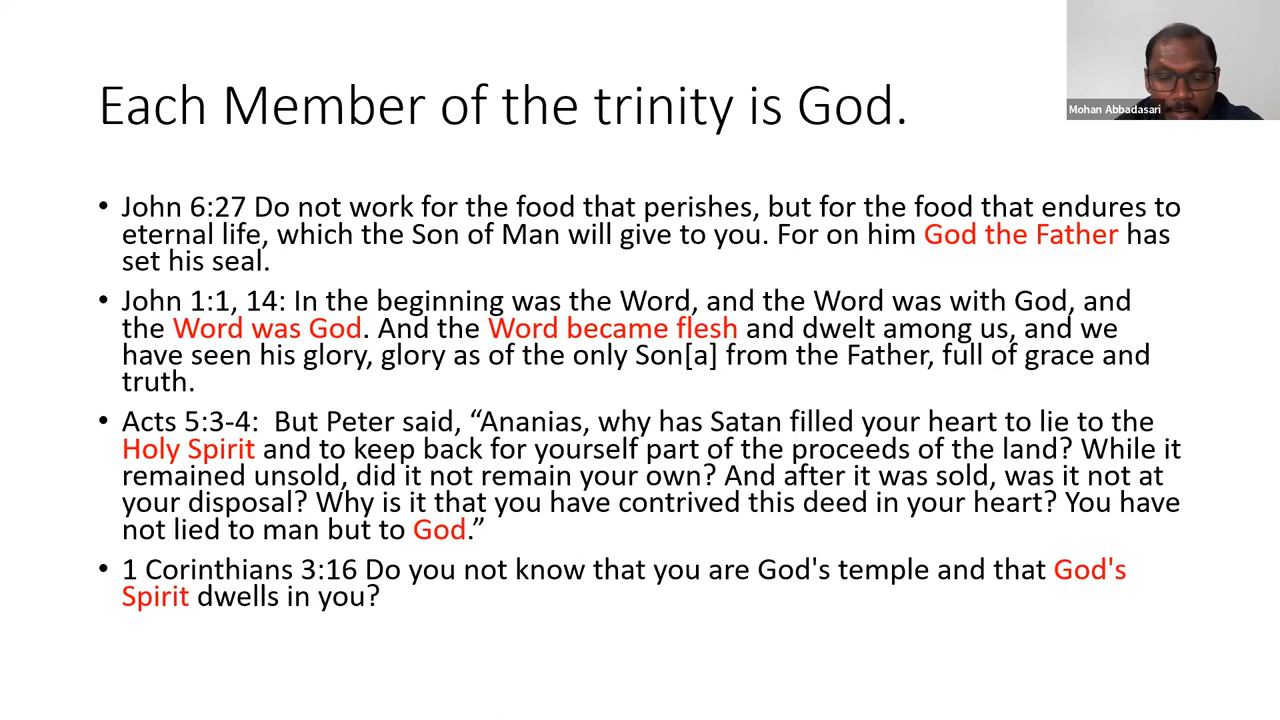 Each Member of the trinity is God.
Mohan Abbadasari
• John 6:27 Do not work for the food that perishes, but for the food that endures to
eternal life, which the Son of Man will give to you. For on him God the Father has
set his seal.
• John 1:1, 14: In the beginning was the Word, and the Word was with God, and
the Word was God. And the Word became flesh and dwelt among us, and we
have seen his glory, glory as of the only Son[a] from the Father, full of grace and
truth.
• Acts 5:3-4:  But Peter said, “Ananias, why has Satan filled your heart to lie to the
Holy Spirit and to keep back for yourself part of the proceeds of the land? While it
remained unsold, did it not remain your own? And after it was sold, was it not at
your disposal? Why is it that you have contrived this deed in your heart? You have
not lied to man but to God.”
• 1 Corinthians 3:16 Do you not know that you are God's temple and that God's
Spirit dwells in you?